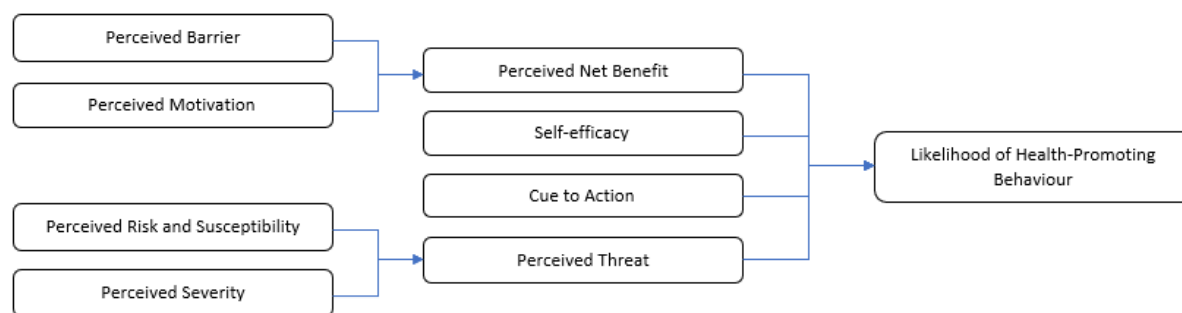 Perceived Barrier
Perceived Motivation
Perceived Risk and Susceptibility
Perceived Severity
Perceived Net Benefit
Self-efficacy
Cue to Action
Perceived Threat
Likelihood of Health-Promoting
Behaviour